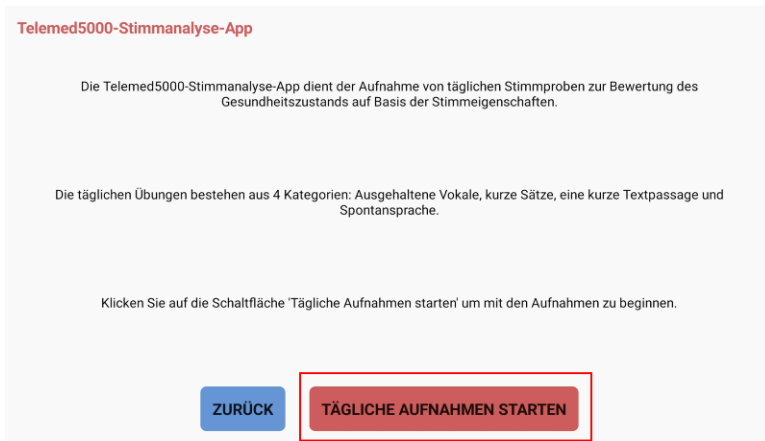 Telemed5000-Stimmanalyse-App
Die Telemed5000-Stimmanalyse-App dient der Aufnahme von täglichen Stimmproben zur Bewertung des
Gesundheitszustands auf Basis der Stimmeigenschaften.
Die täglichen Übungen bestehen aus 4 Kategorien: Ausgehaltene Vokale, kurze Sätze, eine kurze Textpassage und
Spontansprache.
Klicken Sie auf die Schaltfläche 'Tägliche Aufnahmen starten' um mit den Aufnahmen zu beginnen.
ZURÜCK
TÄGLICHE AUFNAHMEN STARTEN